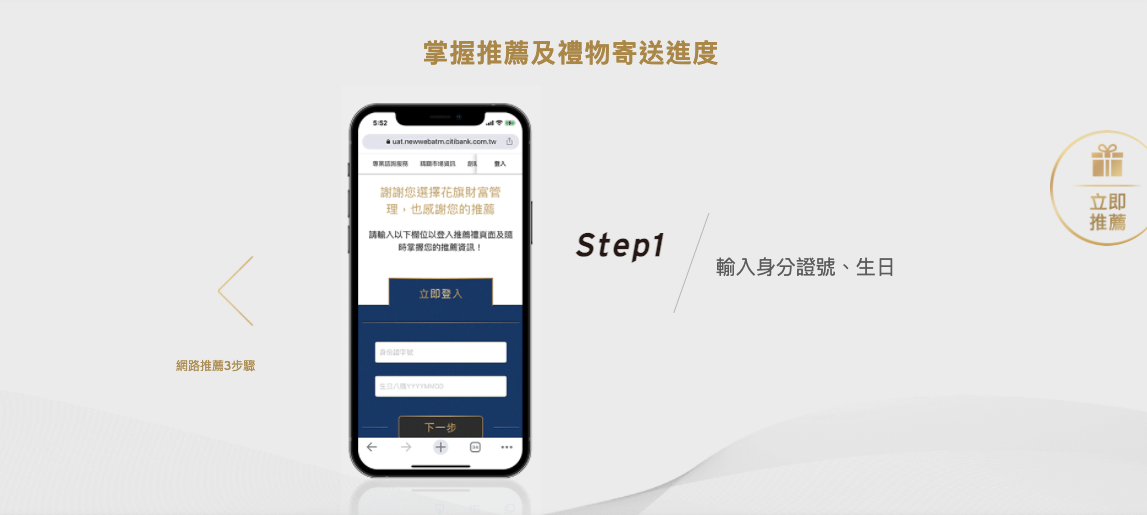 掌握推薦及禮物寄送進度
5:52
uat.newwebatm.citibank.com.tw
專業諮詢服務 精闢市場資訊 登入
謝謝您選擇花旗財富管
理，也感謝您的推薦
請輸入以下欄位以登入推薦禮頁面及隨
時掌握您的推薦資訊！
立即登入
身份證字號
生日八碼YYYYMMDD
下一步
Step1
輸入身分證號、生日
立即
推薦
網路推薦3步驟